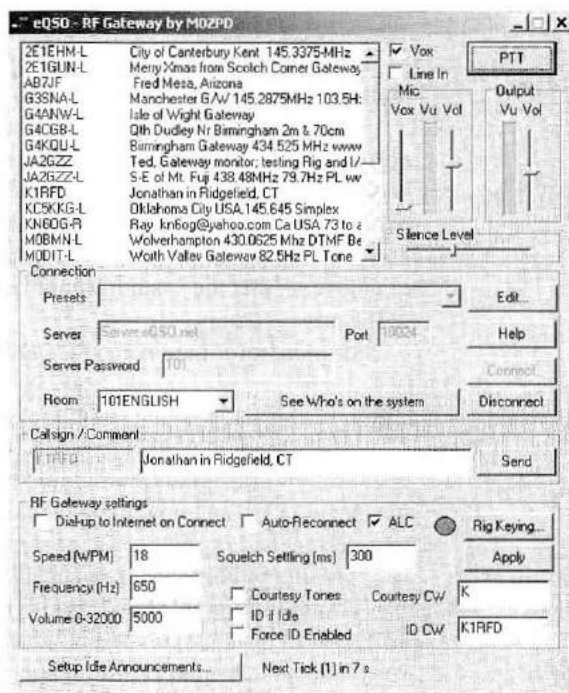 eQSO - RF Gateway by M0ZPD
2E1EHM-L City of Canterbury Kent 145.3375-MHz
2E1GUN-L Merry Xmas from Scotch Corner Gateway
AB7JF Fred Mesa, Arizona
G3SNA-L Manchester G/W 145.2875MHz 103.5H
G4ANW-L Isle of Wight Gateway
G4CGB-L Qth Dudley Nr Birmingham 2m & 70cm
G4KQU-L Birmingham Gateway 434.525 MHz www
JA2GZZ Ted, Gateway monitor; testing Rig and I/
JA2GZZ-L S-E of Mt. Fuji 438.48MHz 79.7Hz PL ww
K1RFD Jonathan in Ridgefield, CT
KC5KKG-L Oklahoma City USA.145.645 Simplex
KN6OG-R Ray kn6og@yahoo.com Ca USA 73 to a
M0BMN-L Wolverhampton 430.0625 Mhz DTMF Be
M0DIT-L Worth Valley Gateway 82.5Hz PL Tone
Vox
Line In
PTT
Mic
Vox Vu Vol
Output
Vu Vol
Silence Level
Connection
Presets
Edit...
Server Server.eQSO.net Port 10024 Help
Server Password 101 Connect
Room 101ENGLISH See Who's on the system Disconnect
Callsign / Comment
K1RFD Jonathan in Ridgefield, CT Send
RF Gateway settings
Dial-up to Internet on Connect Auto-Reconnect ALC Rig Keying...
Speed (WPM) 18 Squelch Settling (ms) 300 Apply
Frequency (Hz) 650 Courtesy Tones Courtesy CW K
Volume 0-32000 5000 ID if Idle
Force ID Enabled ID CW K1RFD
Setup Idle Announcements... Next Tick (1) in 7 s